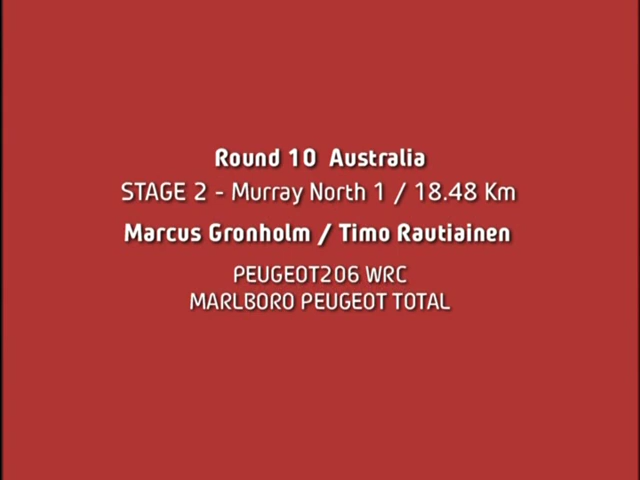 Round 10  Australia
STAGE 2 - Murray North 1 / 18.48 Km
Marcus Gronholm / Timo Rautiainen
PEUGEOT206 WRC
MARLBORO PEUGEOT TOTAL